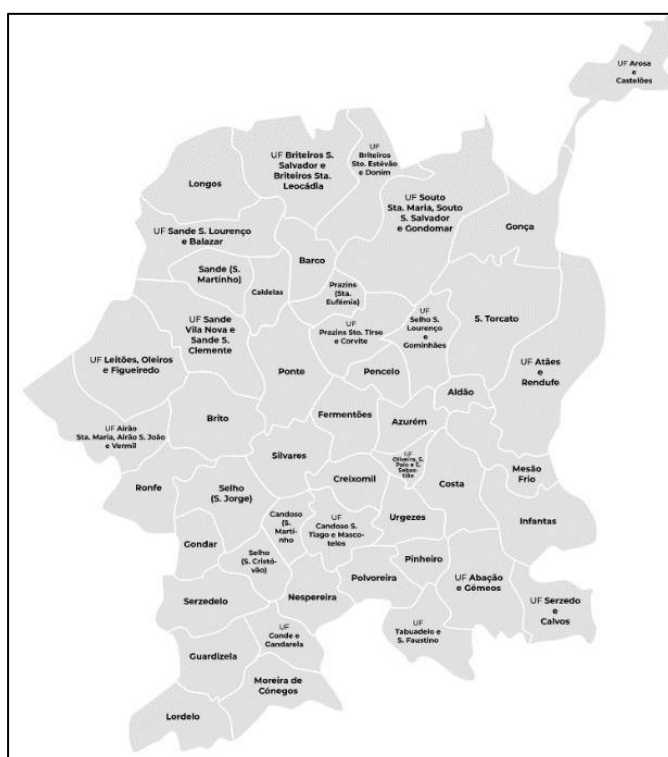 UF Arosa
e
Castelões
UF Briteiros S.
Salvador e
Briteiros Sta.
Leocádia
UF
Briteiros
Sto. Estêvão
e Donim
Longos
UF Souto
Sta. Maria, Souto
S. Salvador
e Gondomar
Gonça
UF Sande S. Lourenço
e Balazar
Barco
Sande (S.
Martinho)
Caldelas
Prazins
(Sta.
Eufémia)
UF
Selho S.
Lourenço
e
Gominhães
S. Torcato
UF Sande
Vila Nova e
Sande S.
Clemente
UF
Prazins Sto. Tirso
e Corvite
UF Leitões, Oleiros
e Figueiredo
Ponte
Pencelo
UF Atães
e
Rendufe
Aldão
Brito
Fermentões
Azurém
UF Airão
Sta. Maria, Airão S. João
e Vermil
Silvares
UF
Oliveira, S.
Paio e S.
Sebas-
tião
Mesão
Frio
Ronfe
Selho
(S. Jorge)
Creixomil
Costa
Candoso
(S.
Marti-
nho
UF
Candoso S.
Tiago e Masco-
telos
Urgezes
Infantas
Gondar
Selho
(S. Cristó-
vão)
Pinheiro
Polvoreira
UF Abação
e Gémeos
Serzedelo
Nespereira
UF Serzedo
e
Calvos
UF
Conde e
Gandarela
UF
Tabuadelo e
S. Faustino
Guardizela
Moreira de
Cónegos
Lordelo